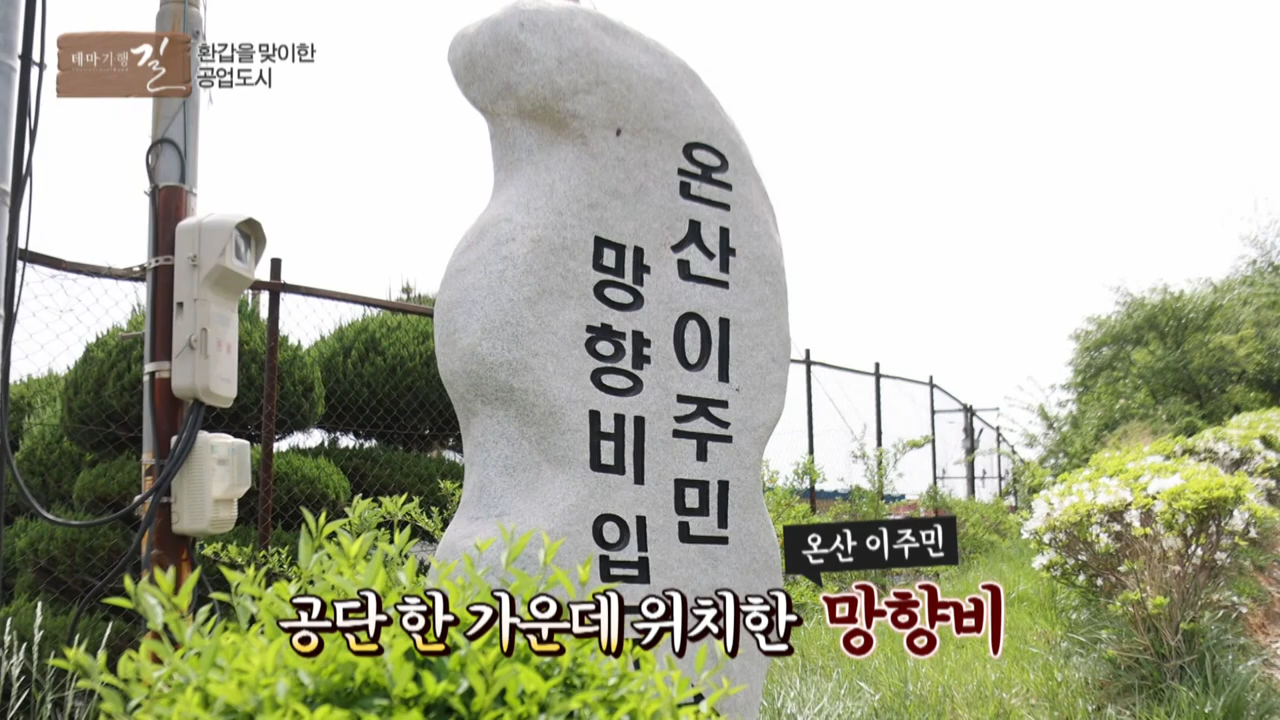 테마기행 길
환갑을 맞이한
공업도시
온산 이주민
망향비 입
온산 이주민
공단 한 가운데 위치한 망향비